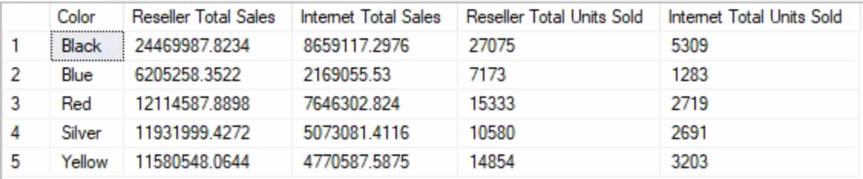 Color Reseller Total Sales Internet Total Sales Reseller Total Units Sold Internet Total Units Sold
1 Black 24469987.8234 8659117.2976 27075 5309
2 Blue 6205258.3522 2169055.53 7173 1283
3 Red 12114587.8898 7646302.824 15333 2719
4 Silver 11931999.4272 5073081.4116 10580 2691
5 Yellow 11580548.0644 4770587.5875 14854 3203